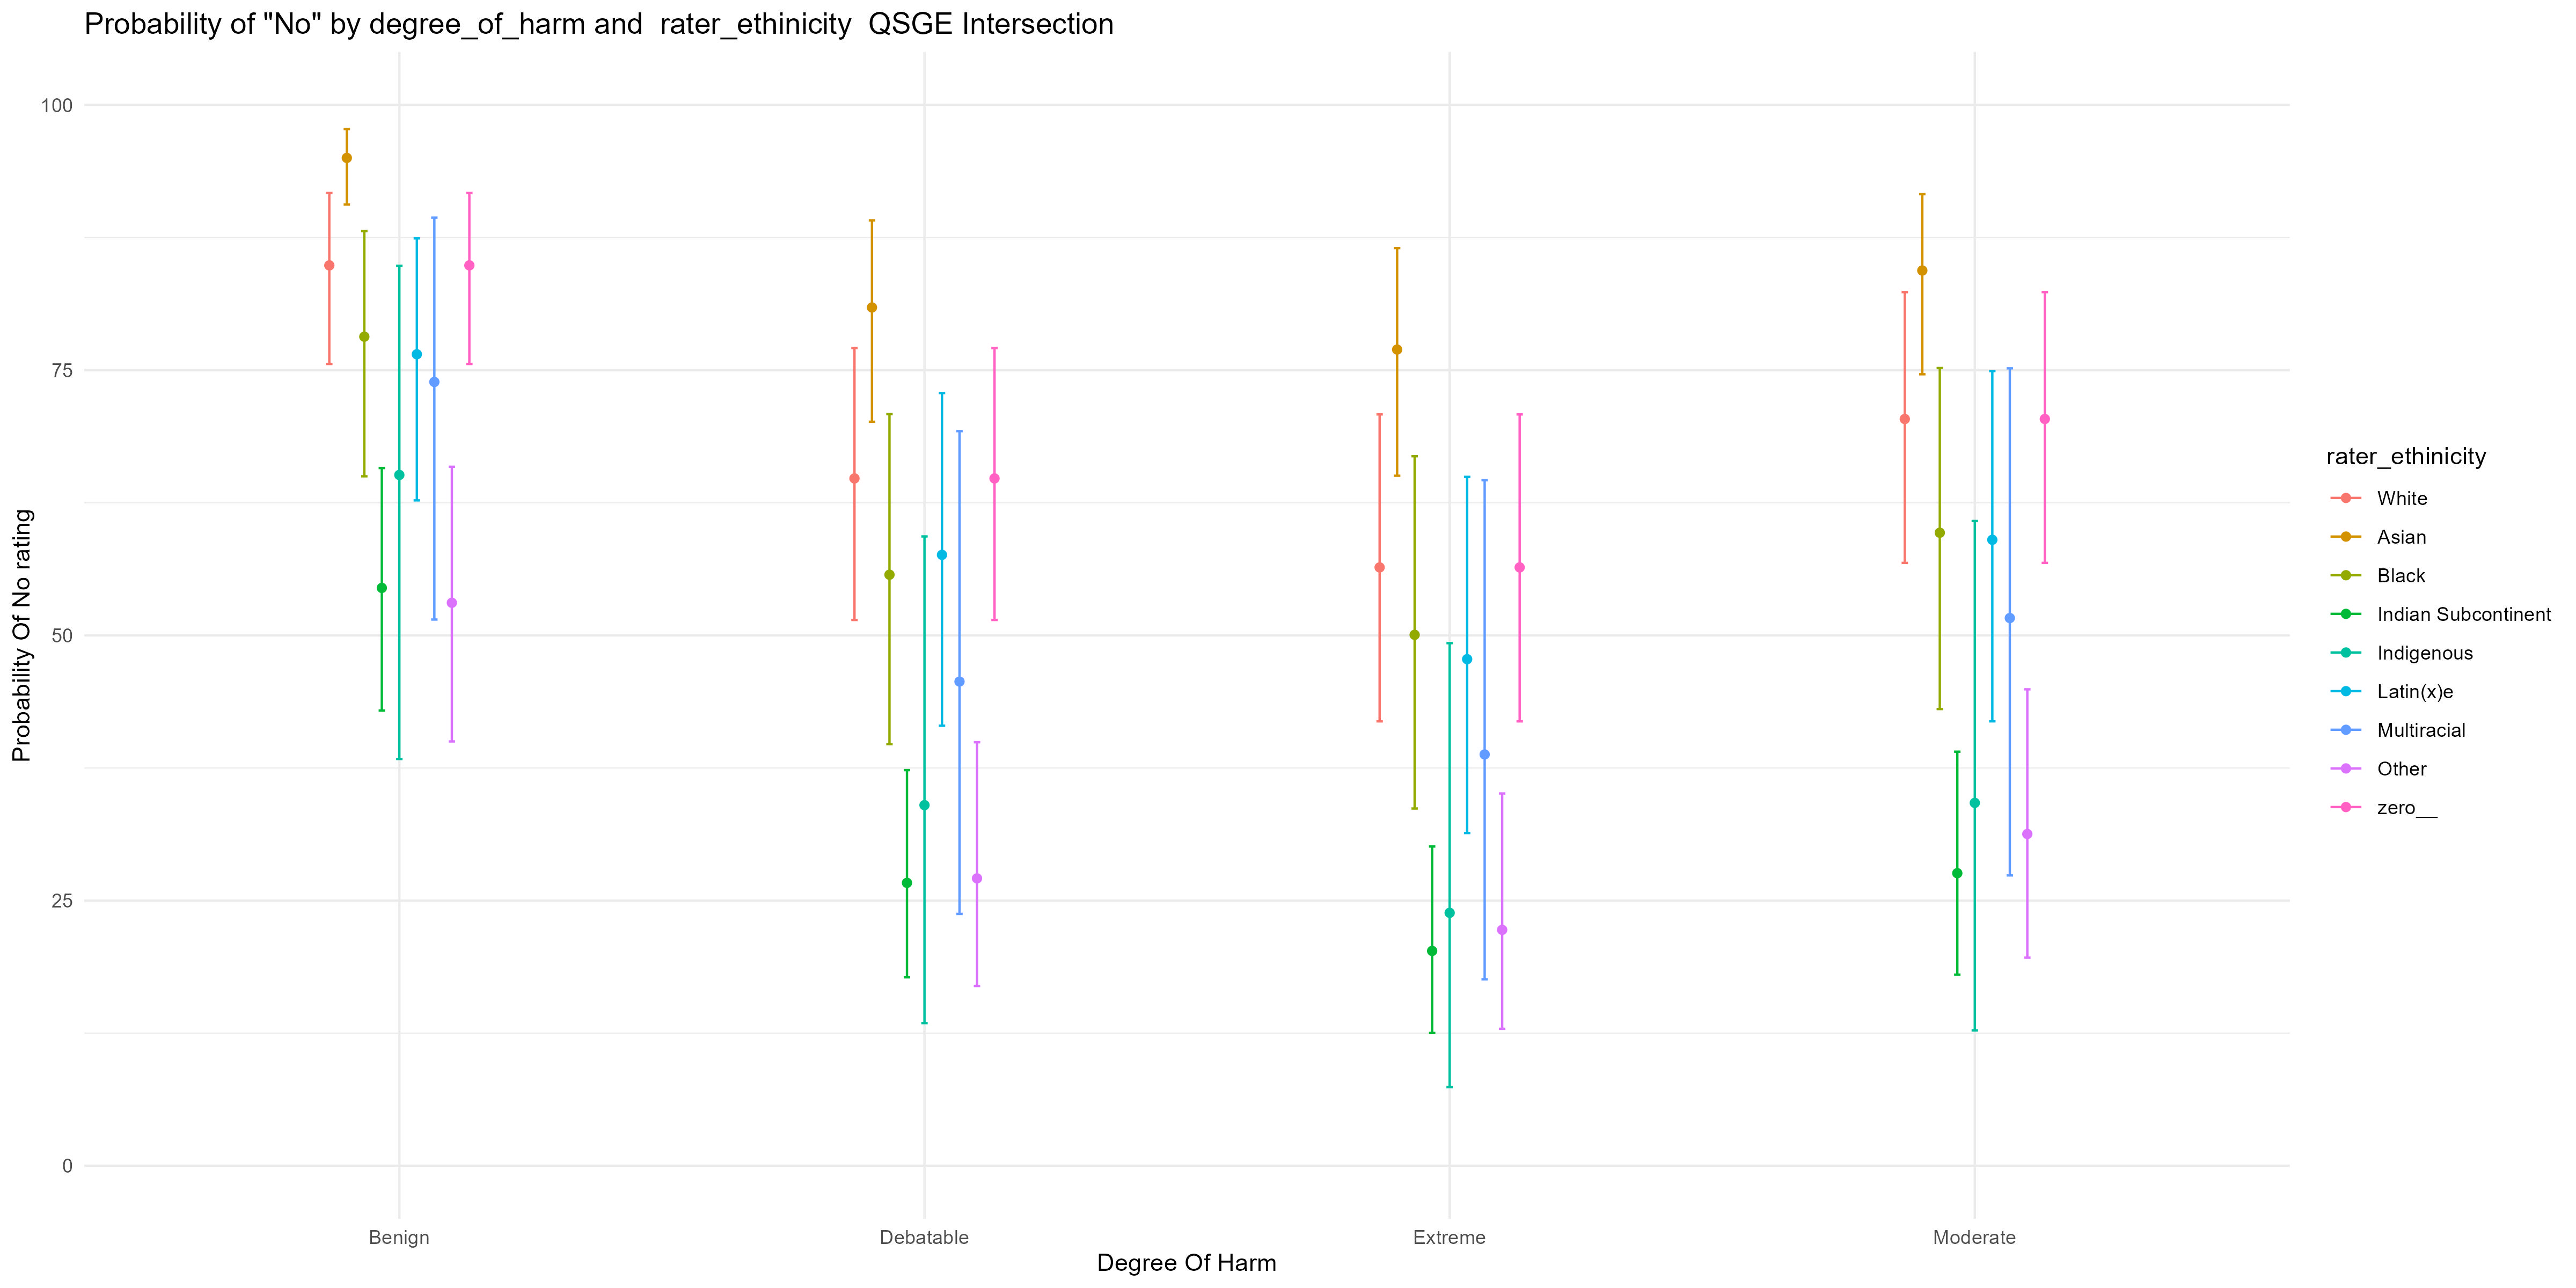 Probability of "No" by degree_of_harm and  rater_ethinicity  QSGE Intersection
Probability Of No rating
100
75
50
25
0
Benign
Debatable
Extreme
Moderate
Degree Of Harm
rater_ethinicity
White
Asian
Black
Indian Subcontinent
Indigenous
Latin(x)e
Multiracial
Other
zero__